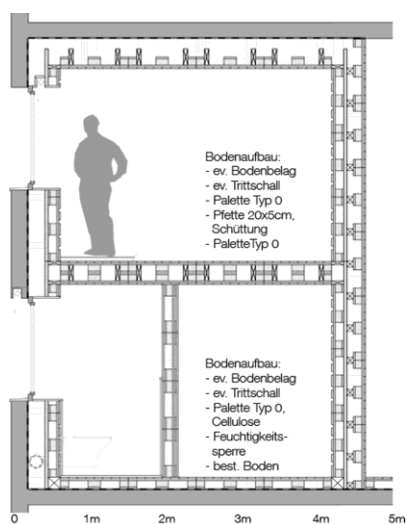 Bodenaufbau:
- ev. Bodenbelag
- ev. Trittschall
- Palette Typ 0
- Pfette 20x5cm,
Schüttung
- PaletteTyp 0
Bodenaufbau:
- ev. Bodenbelag
- ev. Trittschall
- Palette Typ 0,
Cellulose
- Feuchtigkeits-
sperre
- best. Boden
0 1m 2m 3m 4m 5m